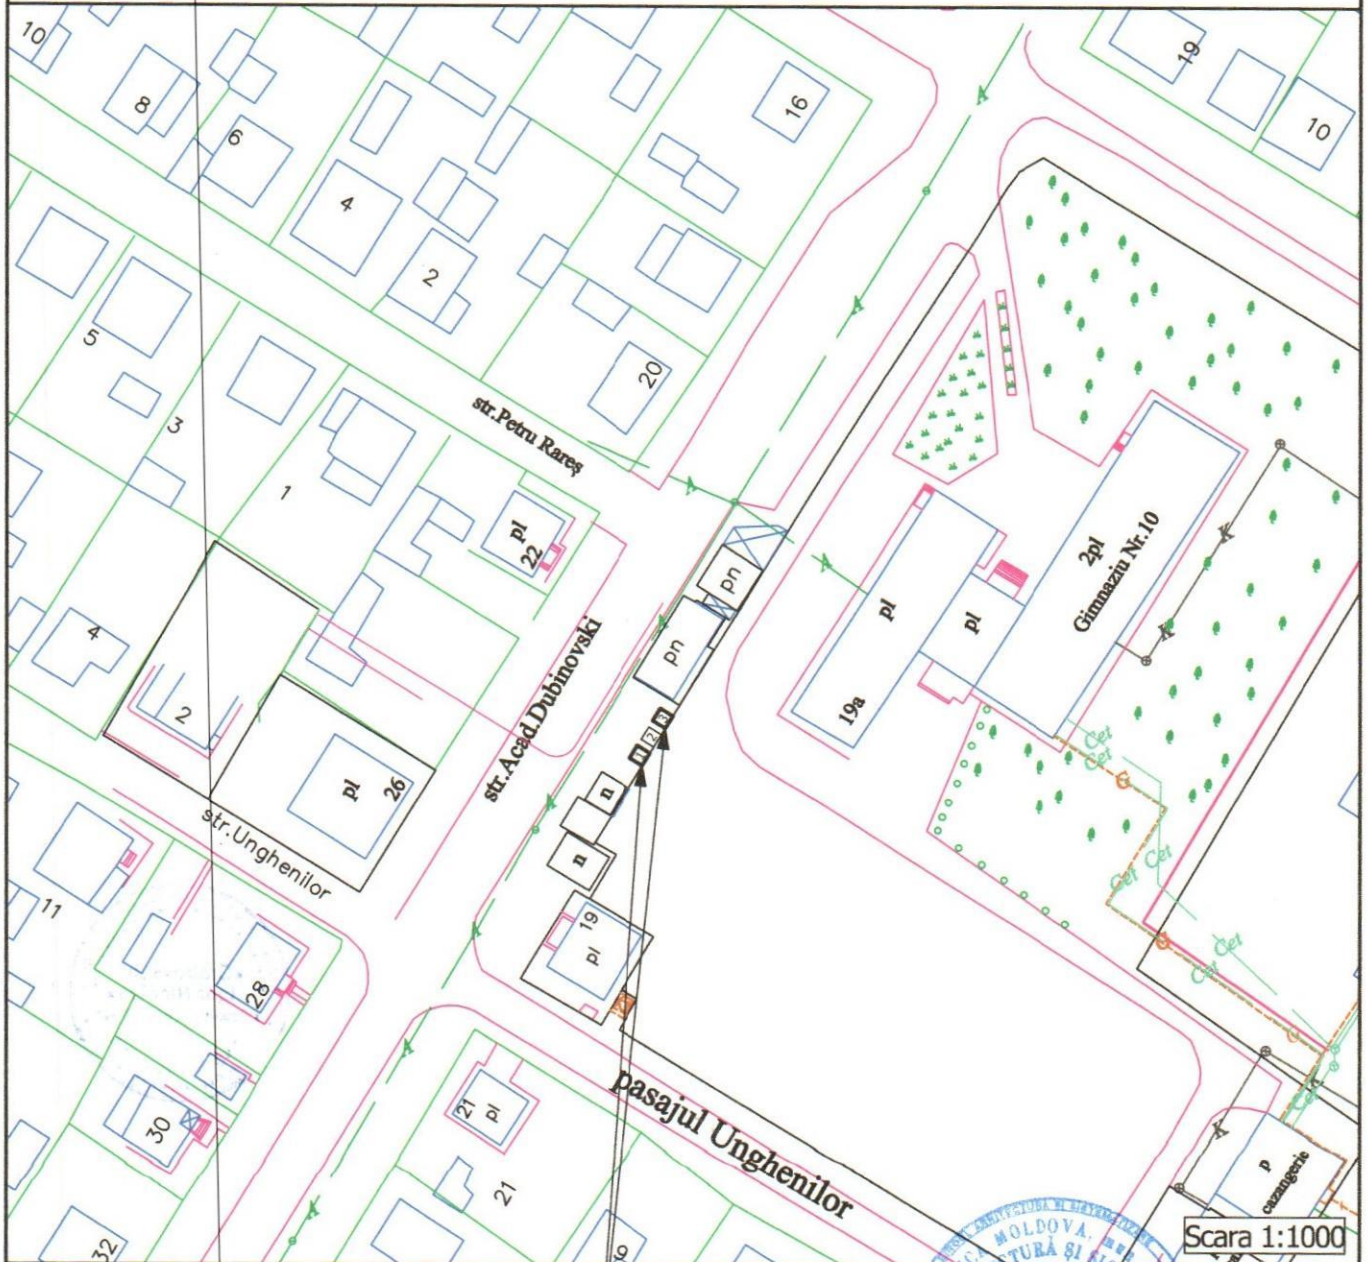 10
8
6
4
2
16
19
10
5
3
1
20
str.Petru Rareș
A
A
A
A
pl
22
pn
pn
2pl
Gimnaziu Nr.10
pl
pl
19a
K
K
4
2
pl
26
str.Acad.Dubinovski
A
A
1
2
3
n
n
str.Unghenilor
11
28
19
pl
A
A
Cet
Cet
Cet
Cet
Cet
Cet
30
32
21
pl
21
pasajul Unghenilor
A
K
K
p
cazangerie
Cet
MOLDOVA
Scara 1:1000